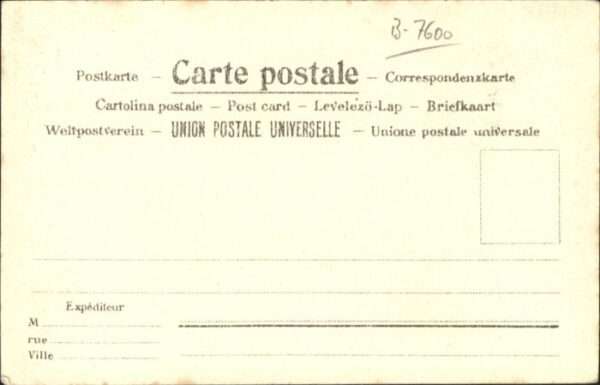 B-7600
Postkarte - Carte postale - Correspondenzkarte
Cartolina postale - Post card - Levelező-Lap - Briefkaart
Weltpostverein - UNION POSTALE UNIVERSELLE - Unione postale universale
Expéditeur
M
rue
Ville